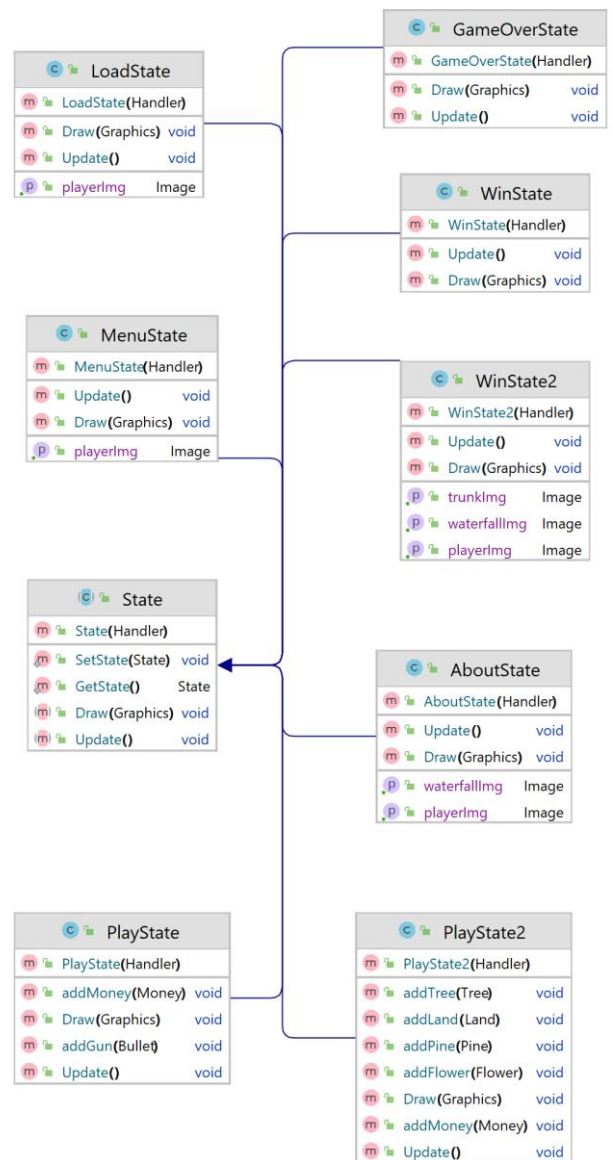 LoadState
LoadState(Handler)
Draw(Graphics) void
Update() void
playerImg Image
GameOverState
GameOverState(Handler)
Draw(Graphics) void
Update() void
WinState
WinState(Handler)
Update() void
Draw(Graphics) void
MenuState
MenuState(Handler)
Update() void
Draw(Graphics) void
playerImg Image
WinState2
WinState2(Handler)
Update() void
Draw(Graphics) void
trunkImg Image
waterfallImg Image
playerImg Image
State
State(Handler)
SetState(State) void
GetState() State
Draw(Graphics) void
Update() void
AboutState
AboutState(Handler)
Update() void
Draw(Graphics) void
waterfallImg Image
playerImg Image
PlayState
PlayState(Handler)
addMoney(Money) void
Draw(Graphics) void
addGun(Bullet) void
Update() void
PlayState2
PlayState2(Handler)
addTree(Tree) void
addLand(Land) void
addPine(Pine) void
addFlower(Flower) void
Draw(Graphics) void
addMoney(Money) void
Update() void